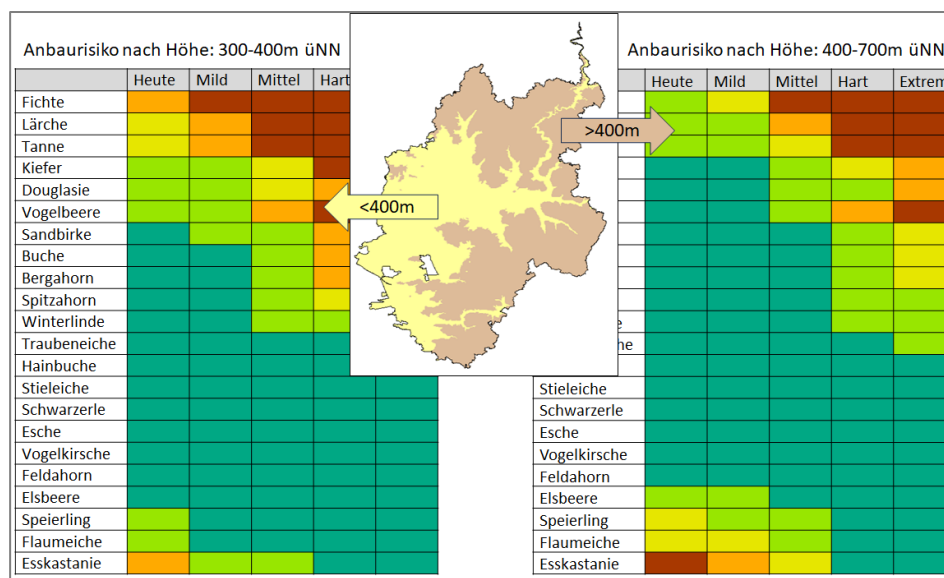 Anbaurisiko nach Höhe: 300-400m üNN
Anbaurisiko nach Höhe: 400-700m üNN
Heute Mild Mittel Hart
Heute Mild Mittel Hart Extrem
Fichte
Lärche
Tanne
Kiefer
Douglasie
Vogelbeere
Sandbirke
Buche
Bergahorn
Spitzahorn
Winterlinde
Traubeneiche
Hainbuche
Stieleiche
Schwarzerle
Esche
Vogelkirsche
Feldahorn
Elsbeere
Speierling
Flaumeiche
Esskastanie
>400m
<400m
Stieleiche
Schwarzerle
Esche
Vogelkirsche
Feldahorn
Elsbeere
Speierling
Flaumeiche
Esskastanie